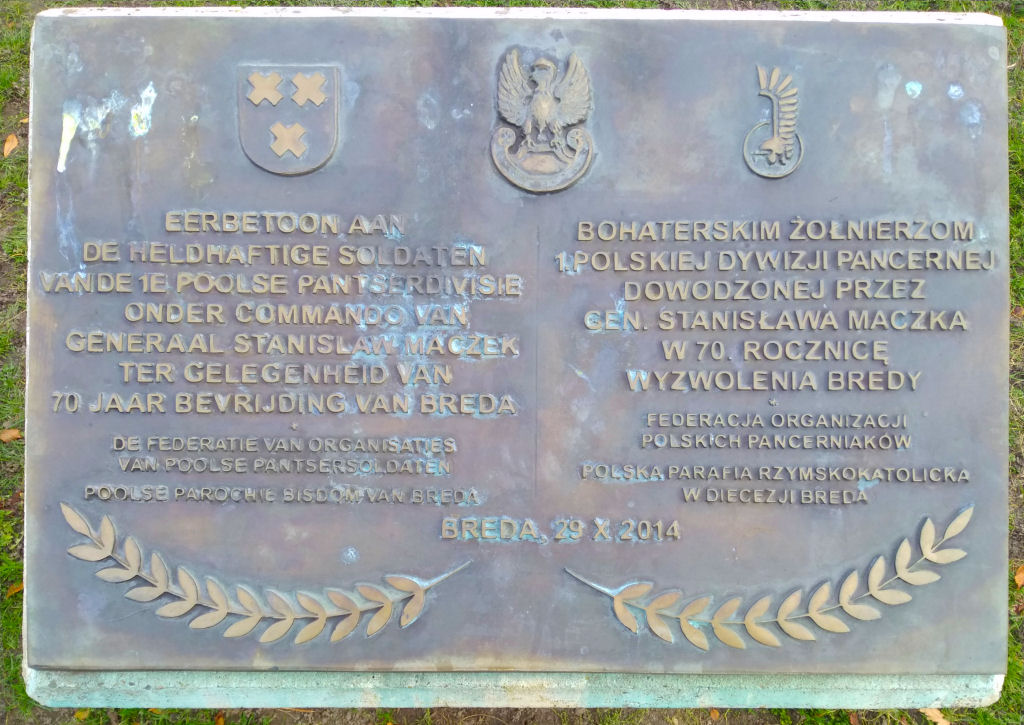 EERBETOON AAN
DE HELDHAFTIGE SOLDATEN
VAN DE 1E POOLSE PANTSERDIVISIE
ONDER COMMANDO VAN
GENERAAL STANISLAW MACZEK
TER GELEGENHEID VAN
70 JAAR BEVRIJDING VAN BREDA
*
DE FEDERATIE VAN ORGANISATIES
VAN POOLSE PANTSERSOLDATEN
POOLSE PAROCHIE BISDOM VAN BREDA
BOHATERSKIM ŻOŁNIERZOM
1.POLSKIEJ DYWIZJI PANCERNEJ
DOWODZONEJ PRZEZ
GEN. STANISŁAWA MACZKA
W 70. ROCZNICĘ
WYZWOLENIA BREDY
*
FEDERACJA ORGANIZACJI
POLSKICH PANCERNIAKÓW
POLSKA PARAFIA RZYMSKOKATOLICKA
W DIECEZJI BREDA
BREDA, 29 X 2014